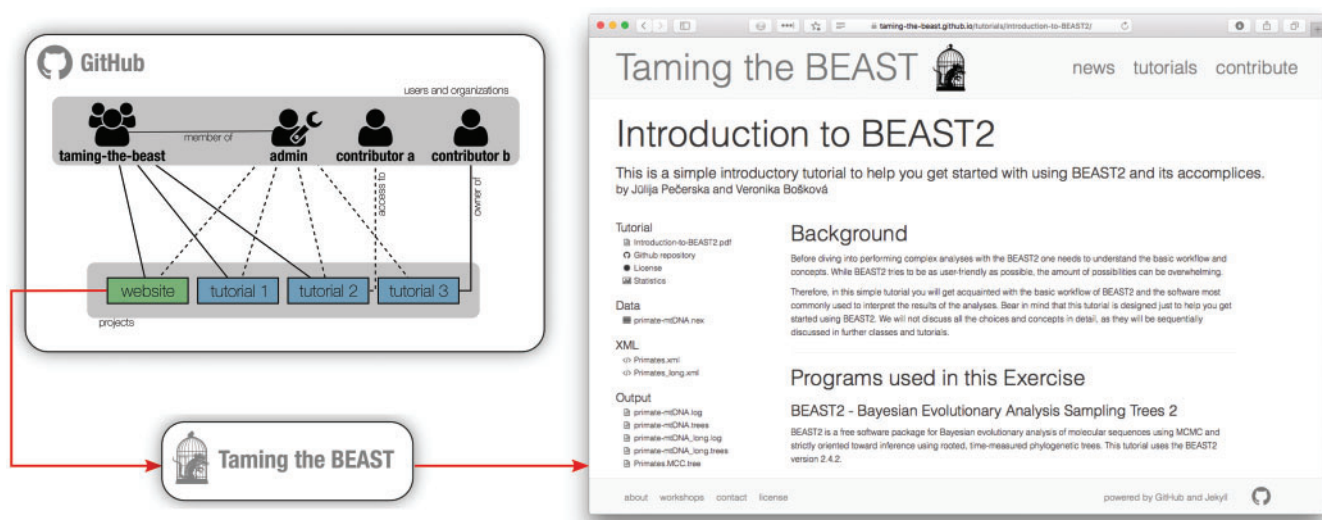 GitHub
users and organizations
member of
taming-the-beast
admin
contributor a
contributor b
access to
owner of
website
tutorial 1
tutorial 2
tutorial 3
projects
Taming the BEAST
taming-the-beast.github.io/tutorials/Introduction-to-BEAST2/
Taming the BEAST
news tutorials contribute
Introduction to BEAST2
This is a simple introductory tutorial to help you get started with using BEAST2 and its accomplices.
by Jūlija Pečerska and Veronika Bošková
Tutorial
Introduction-to-BEAST2.pdf
Github repository
License
Statistics
Data
primate-mtDNA.nex
XML
Primates.xml
Primates_long.xml
Output
primate-mtDNA.log
primate-mtDNA.trees
primate-mtDNA_long.log
primate-mtDNA_long.trees
Primates.MCC.tree
Background
Before diving into performing complex analyses with the BEAST2 one needs to understand the basic workflow and
concepts. While BEAST2 tries to be as user-friendly as possible, the amount of possibilities can be overwhelming.
Therefore, in this simple tutorial you will get acquainted with the basic workflow of BEAST2 and the software most
commonly used to interpret the results of the analyses. Bear in mind that this tutorial is designed just to help you get
started using BEAST2. We will not discuss all the choices and concepts in detail, as they will be sequentially
discussed in further classes and tutorials.
Programs used in this Exercise
BEAST2 - Bayesian Evolutionary Analysis Sampling Trees 2
BEAST2 is a free software package for Bayesian evolutionary analysis of molecular sequences using MCMC and
strictly oriented toward inference using rooted, time-measured phylogenetic trees. This tutorial uses the BEAST2
version 2.4.2.
about workshops contact license
powered by GitHub and Jekyll